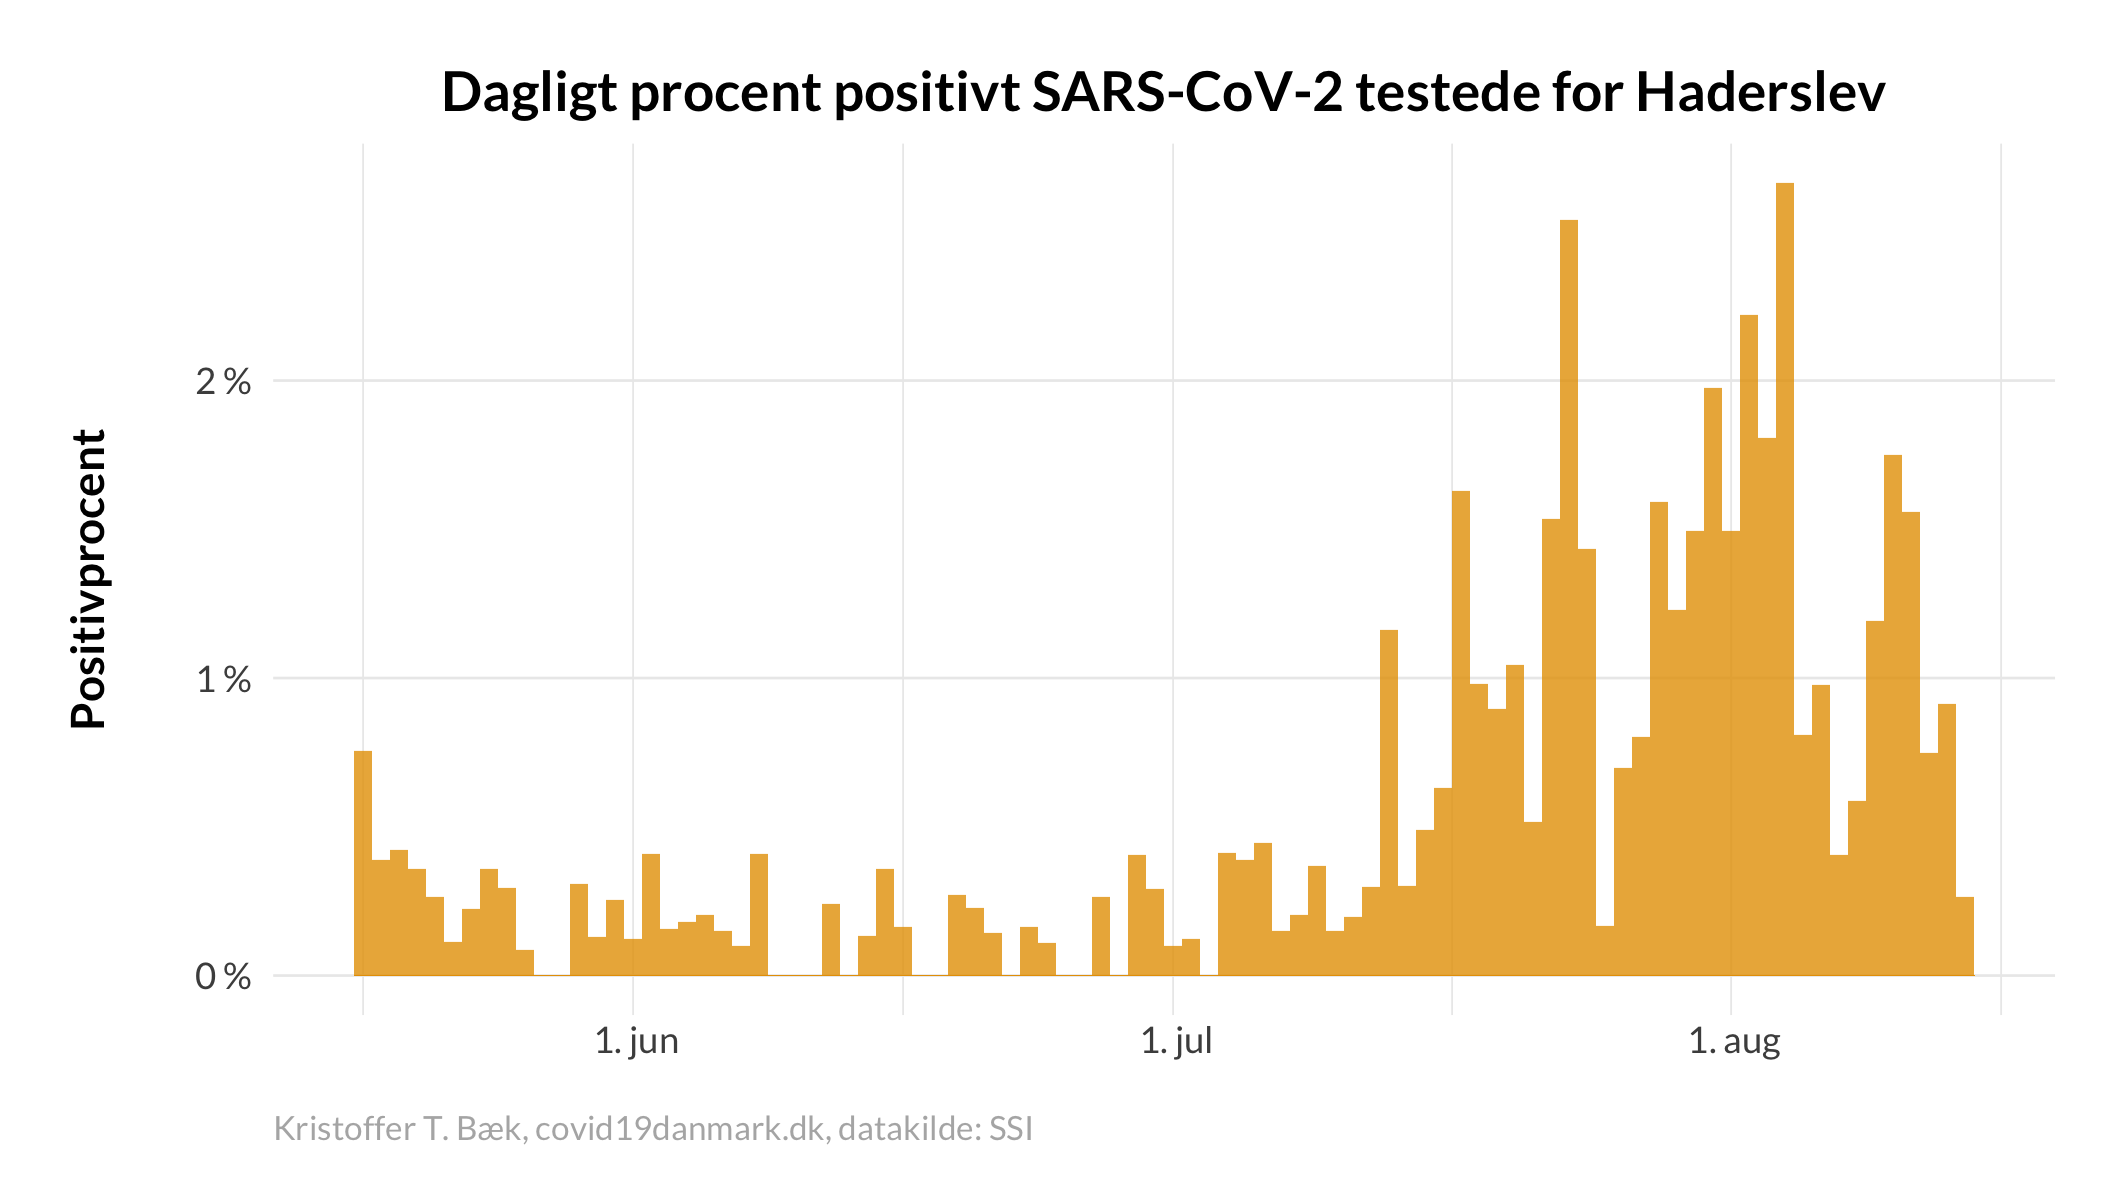 Dagligt procent positivt SARS-CoV-2 testede for Haderslev
Positivprocent
2 %
1 %
0 %
1. jun
1. jul
1. aug
Kristoffer T. Bæk, covid19danmark.dk, datakilde: SSI